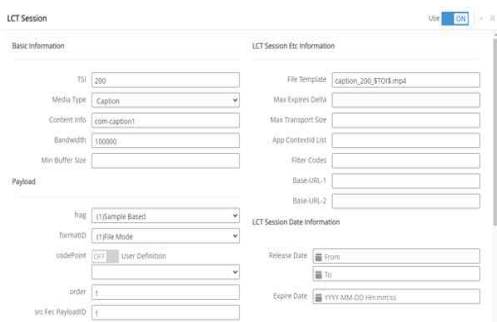 LCT Session
Use ON
Basic Information
TSI 200
Media Type Caption
Content Info com.caption1
Bandwidth 100000
Min Buffer Size
Payload
frag (1)Sample Based
formatID (1)File Mode
codePoint OFF User Definition
order 1
src Fec PayloadID 1
LCT Session Etc Information
File Template caption_200_$TOI$.mp4
Max Expires Delta
Max Transport Size
App ContextId List
Filter Codes
Base-URL-1
Base-URL-2
LCT Session Date Information
Release Date From
To
Expire Date YYYY-MM-DD HH:mm:ss